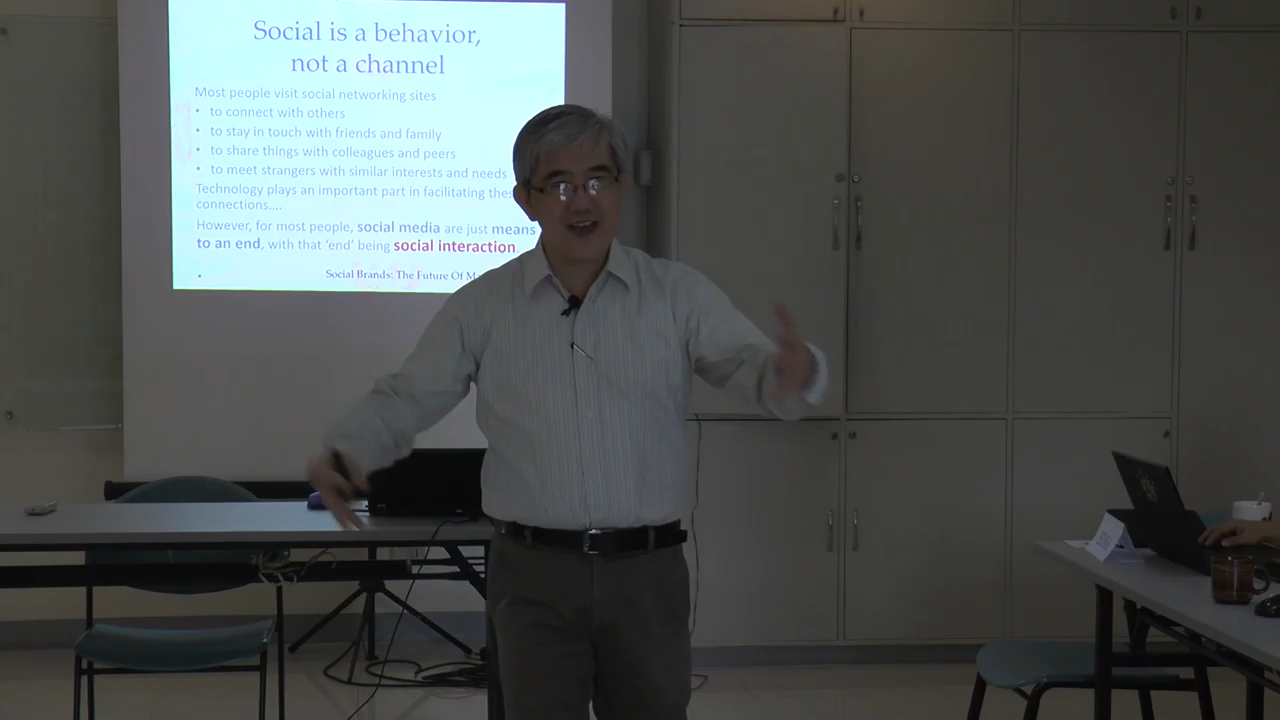 Social is a behavior,
not a channel
Most people visit social networking sites
• to connect with others
• to stay in touch with friends and family
• to share things with colleagues and peers
• to meet strangers with similar interests and needs
Technology plays an important part in facilitating
connections....
However, for most people, social media are just means
to an end, with that 'end' being social interaction
• Social Brands: The Future Of